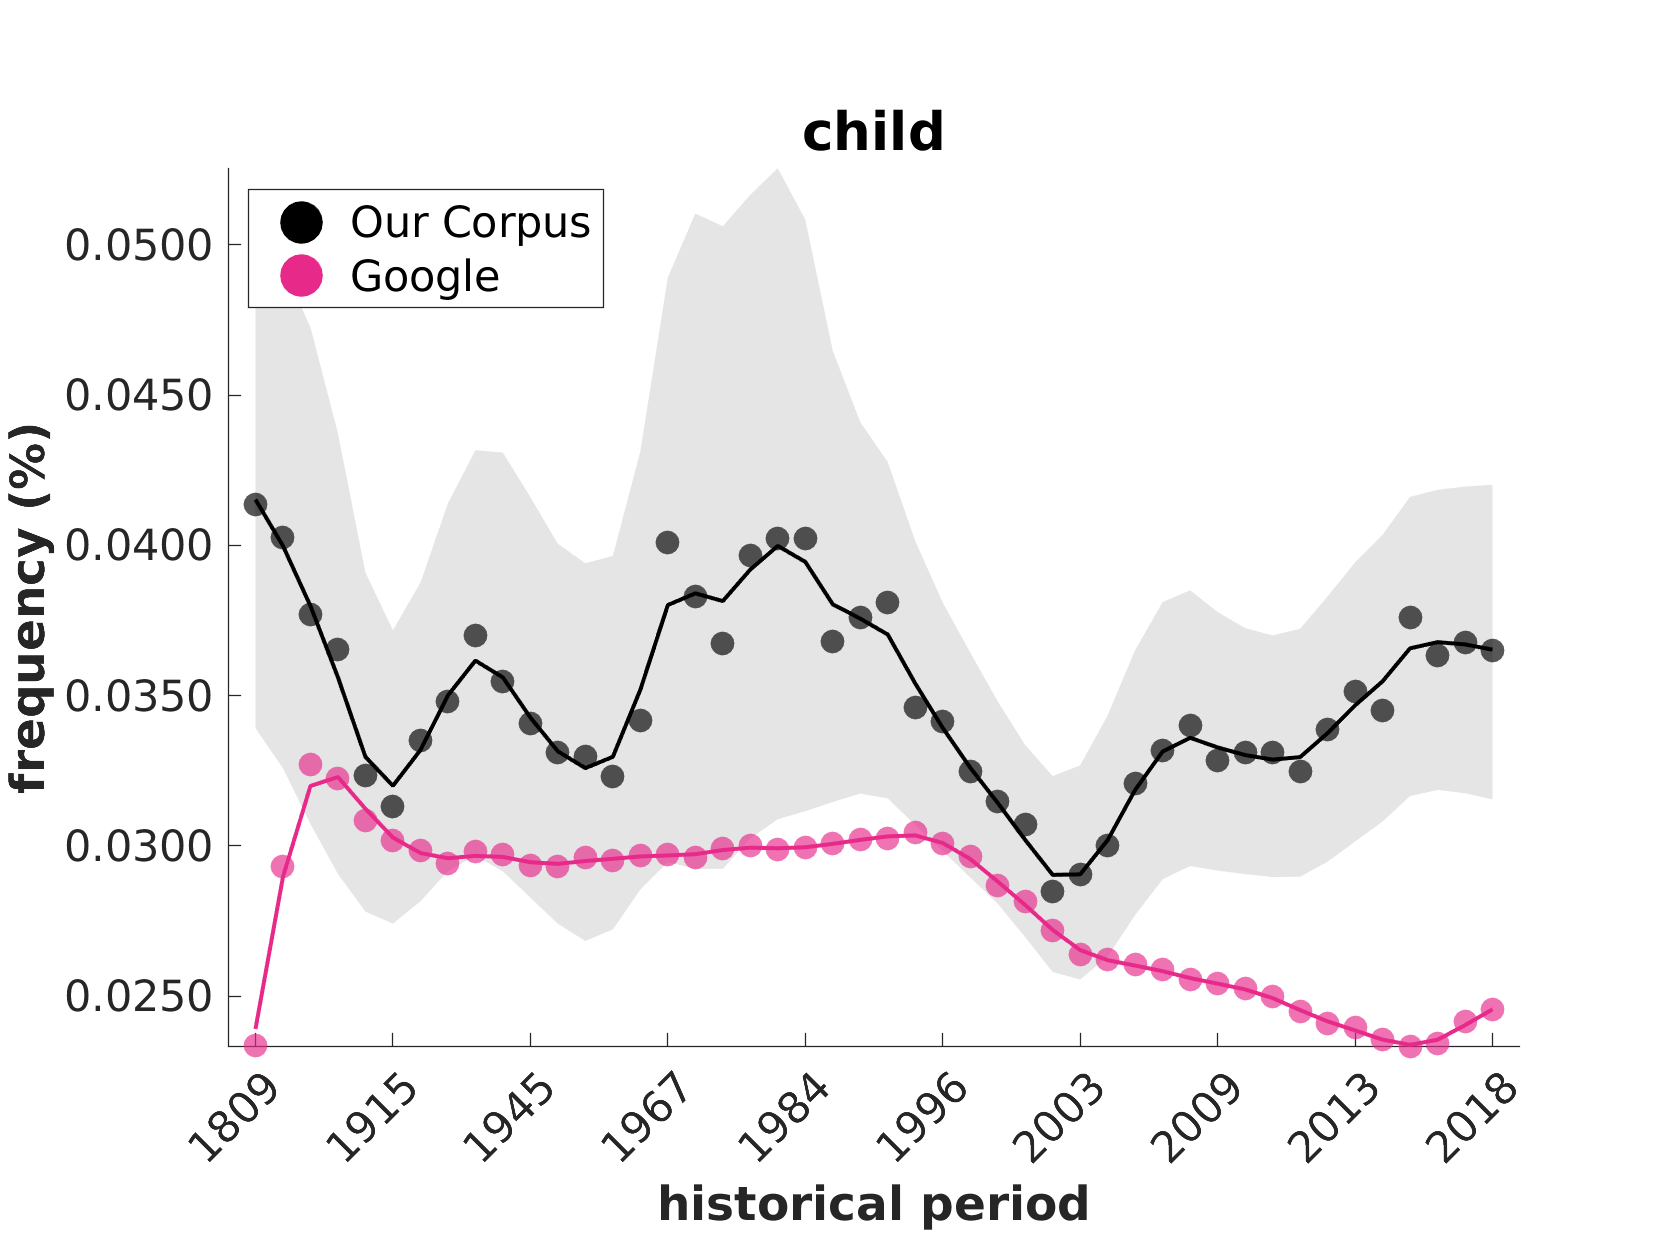 child
Our Corpus
Google
0.0500
0.0450
0.0400
0.0350
0.0300
0.0250
frequency (%)
1809 1915 1945 1967 1984 1996 2003 2009 2013 2018
historical period